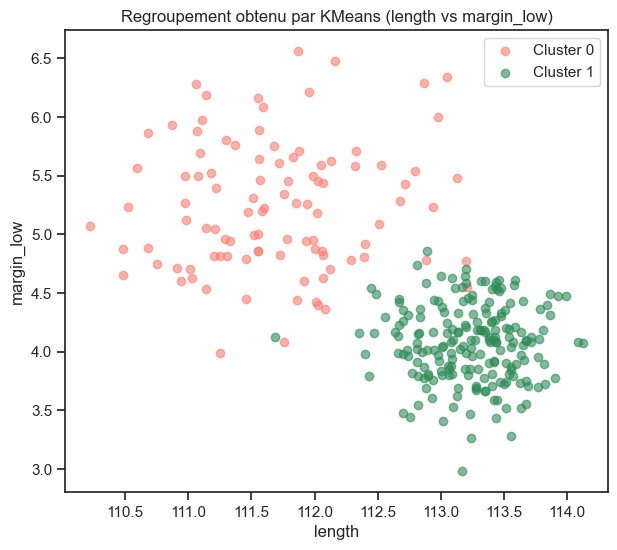 Regroupement obtenu par KMeans (length vs margin_low)
Cluster 0
Cluster 1
6.5
6.0
5.5
5.0
4.5
4.0
3.5
3.0
margin_low
110.5 111.0 111.5 112.0 112.5 113.0 113.5 114.0
length